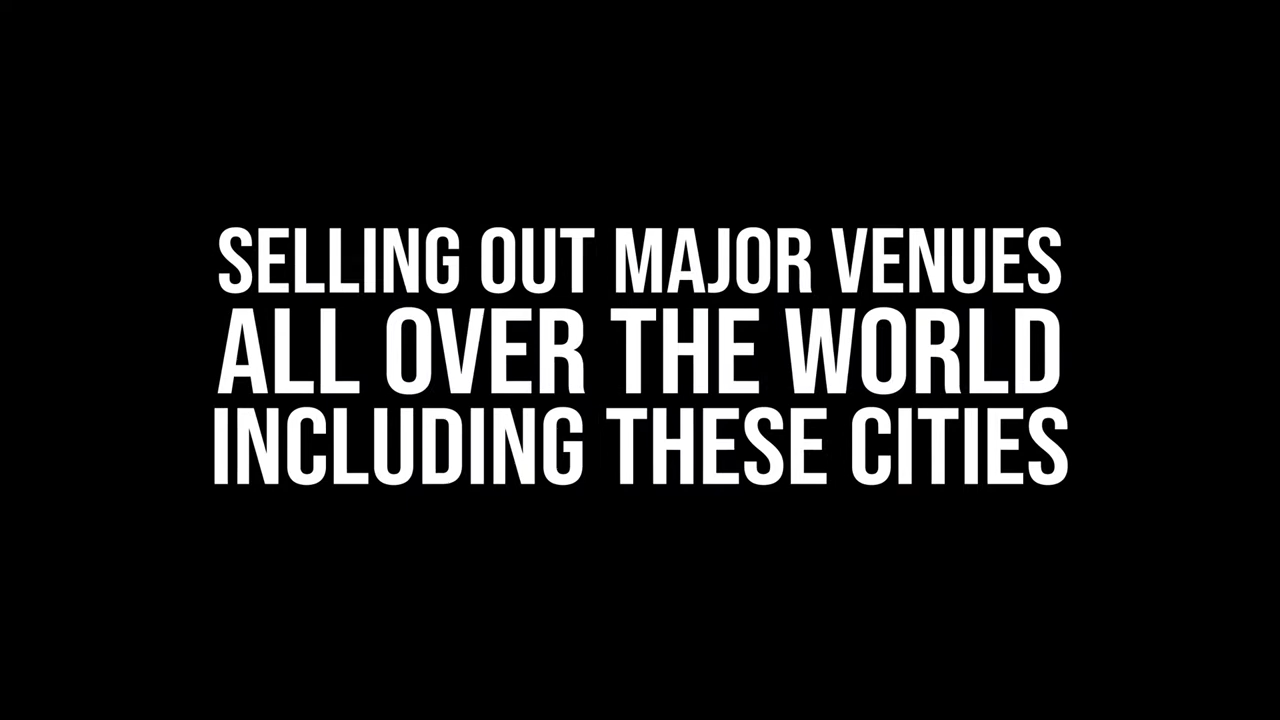 SELLING OUT MAJOR VENUES
ALL OVER THE WORLD
INCLUDING THESE CITIES